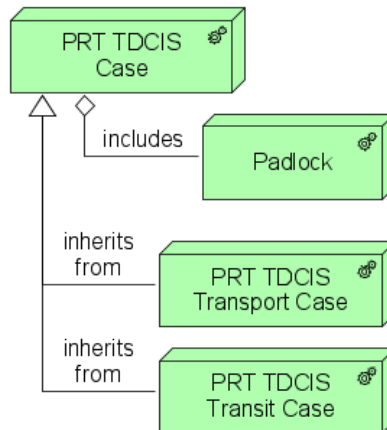 PRT TDCIS
Case
includes
Padlock
inherits
from
PRT TDCIS
Transport Case
inherits
from
PRT TDCIS
Transit Case